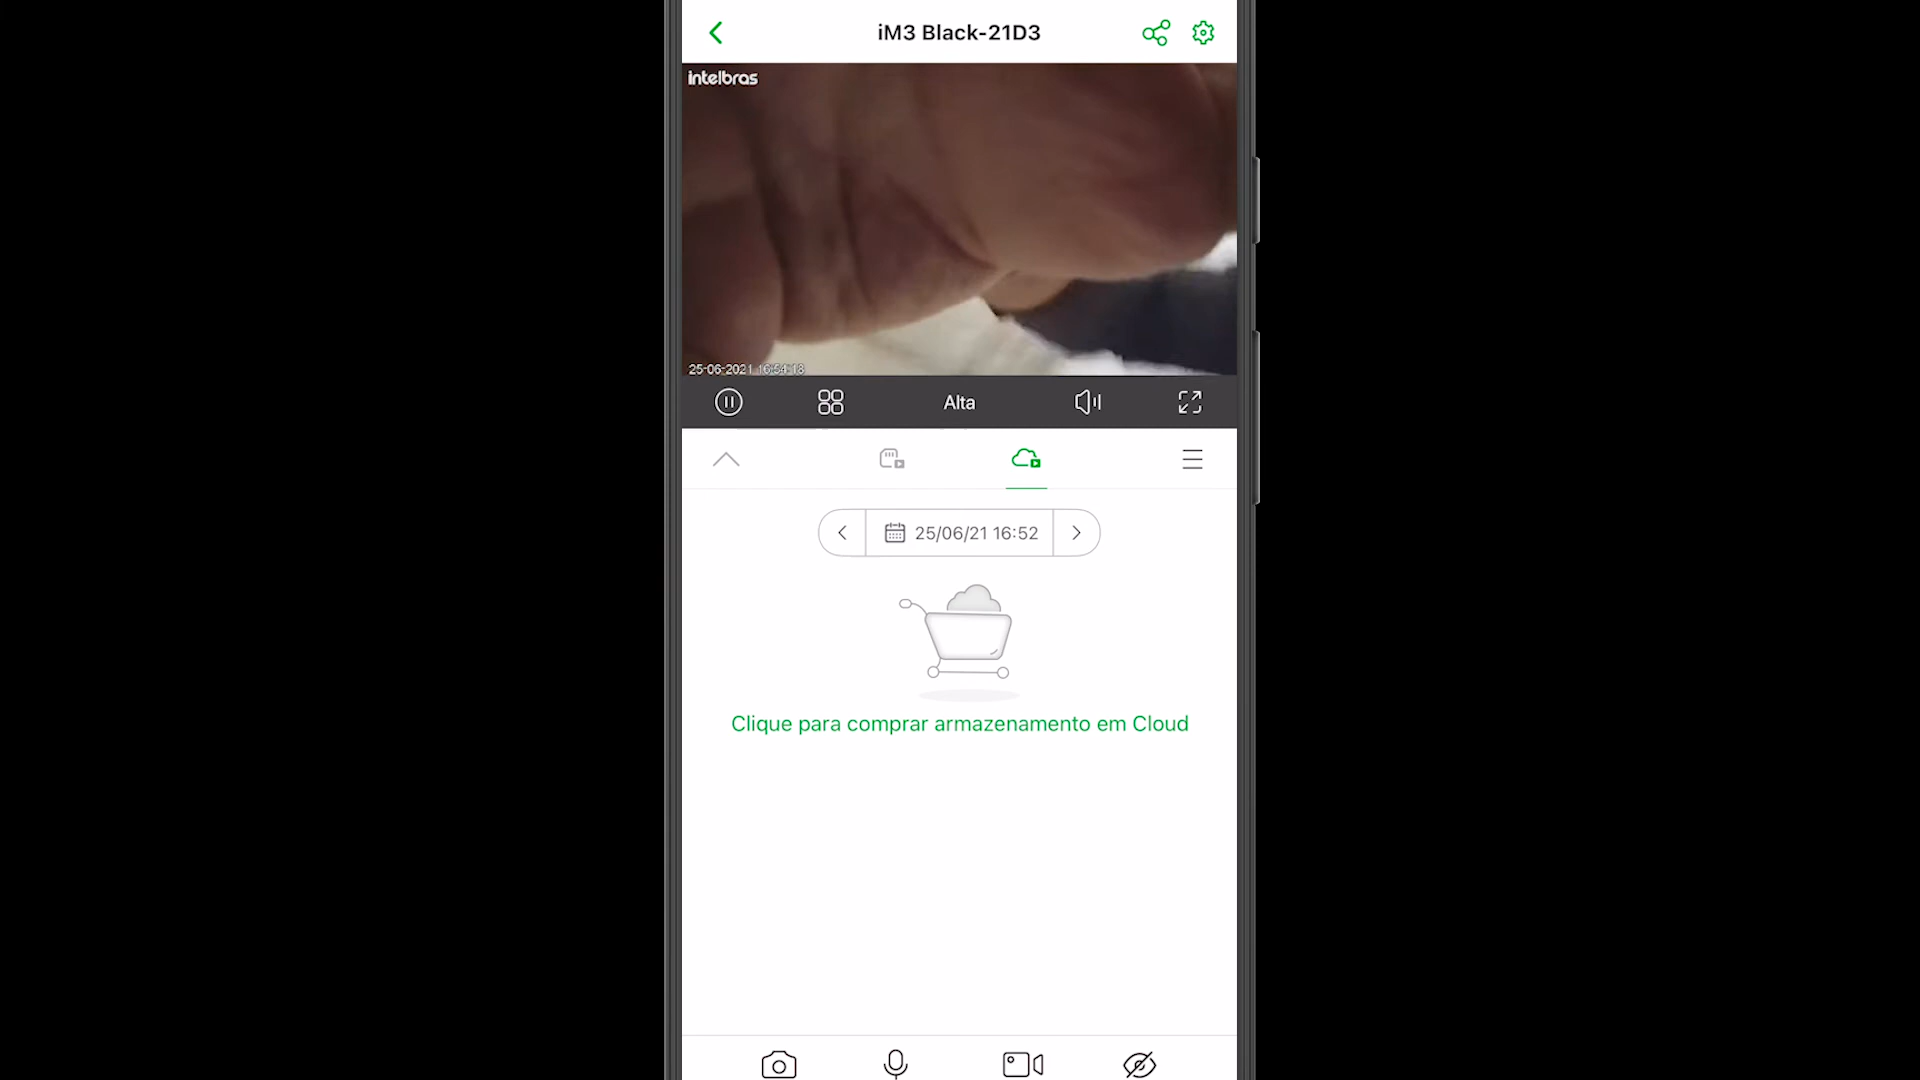 iM3 Black-21D3
intelbras
25-06-2021 16:54:18
Alta
25/06/21 16:52
Clique para comprar armazenamento em Cloud